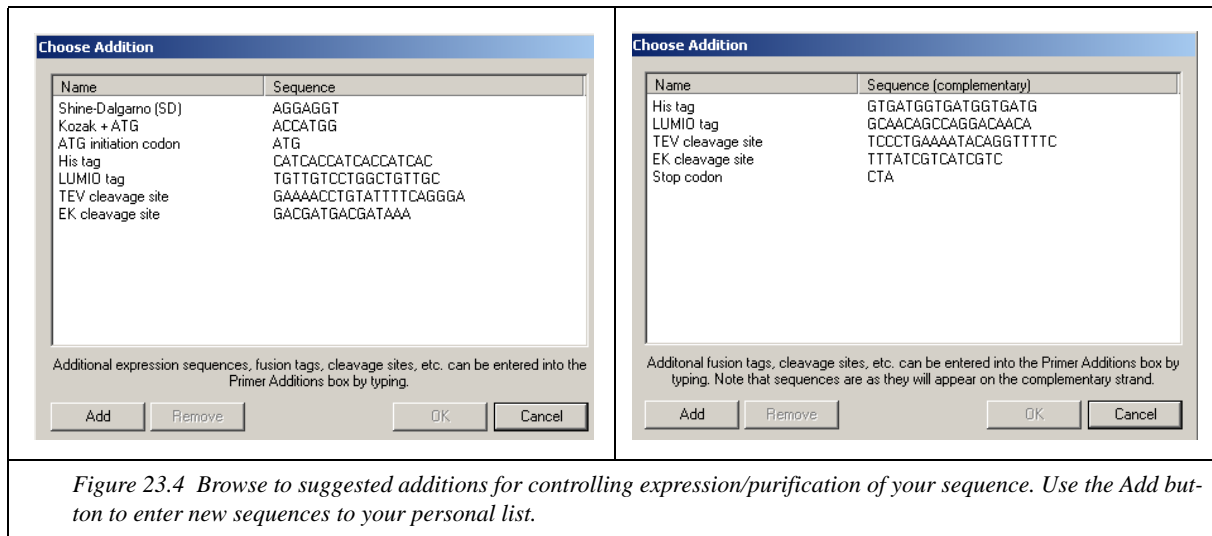 Choose Addition
Name Sequence
Shine-Dalgarno (SD) AGGAGGT
Kozak + ATG ACCATGG
ATG initiation codon ATG
His tag CATCACCATCACCATCAC
LUMIO tag TGTTGTCCTGGCTGTTGC
TEV cleavage site GAAAACCTGTATTTTCAGGGA
EK cleavage site GACGATGACGATAAA
Additional expression sequences, fusion tags, cleavage sites, etc. can be entered into the
Primer Additions box by typing.
Add Remove OK Cancel
Choose Addition
Name Sequence (complementary)
His tag GTGATGGTGATGGTGATG
LUMIO tag GCAACAGCCAGGACAACA
TEV cleavage site TCCCTGAAAATACAGGTTTTC
EK cleavage site TTTATCGTCATCGTC
Stop codon CTA
Additonal fusion tags, cleavage sites, etc. can be entered into the Primer Additions box by
typing. Note that sequences are as they will appear on the complementary strand.
Add Remove OK Cancel
Figure 23.4 Browse to suggested additions for controlling expression/purification of your sequence. Use the Add but-
ton to enter new sequences to your personal list.